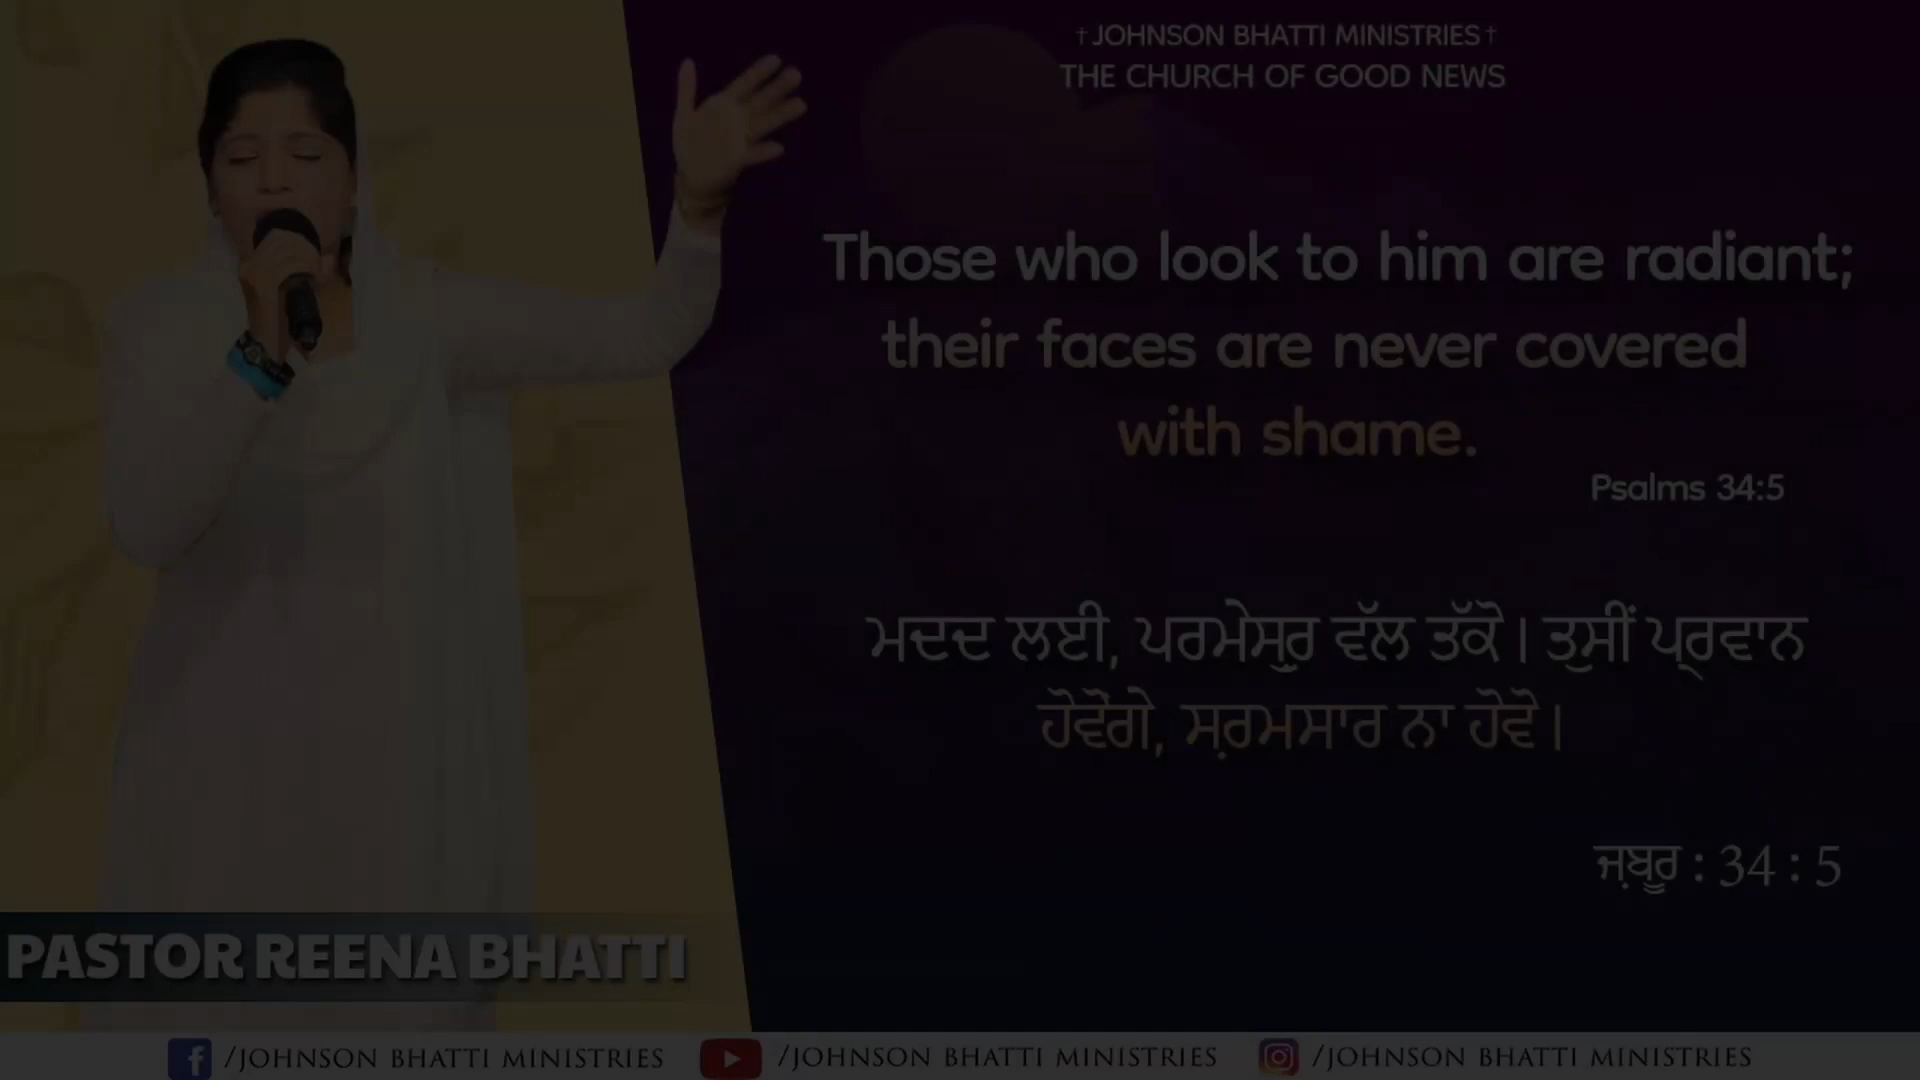 †JOHNSON BHATTI MINISTRIES†
THE CHURCH OF GOOD NEWS
Those who look to him are radiant;
their faces are never covered
with shame.
Psalms 34:5
ਮਦਦ ਲਈ, ਪਰਮੇਸੁਰ ਵੱਲ ਤੱਕੋ। ਤੁਸੀਂ ਪ੍ਰਵਾਨ
ਹੋਵੋਂਗੇ, ਸ਼ਰਮਸਾਰ ਨਾ ਹੋਵੋ।
ਜ਼ਬੂਰ : 34 : 5
PASTOR REENA BHATTI
/JOHNSON BHATTI MINISTRIES /JOHNSON BHATTI MINISTRIES /JOHNSON BHATTI MINISTRIES